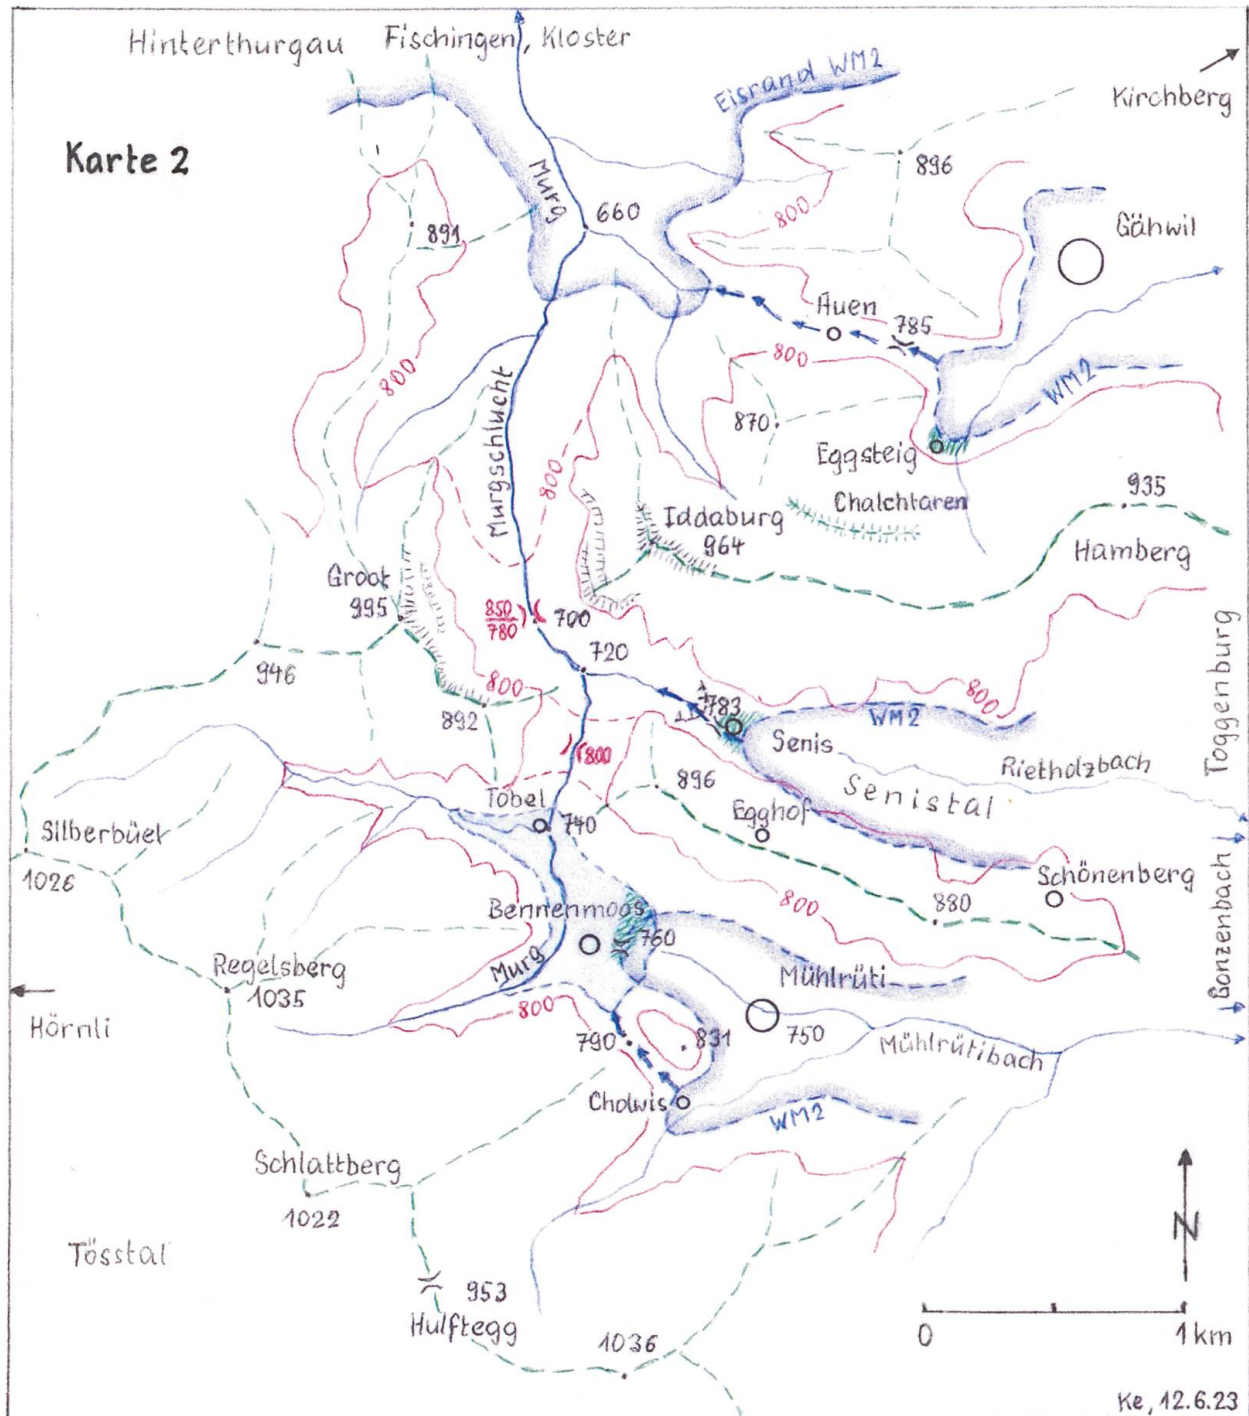 Hinterthurgau
Fischingen, Kloster
Eisrand WM2
Kirchberg
Karte 2
896
Murg
800
660
891
Gähwil
Auen
785
800
800
WM2
Murgschlucht
870
Eggsteig
800
Chalchtaren
935
Iddaburg
964
Hamberg
Groot
995
850
780
700
720
946
800
892
783
WM2
800
Senis
Rietholzbach
Toggenburg
800
896
Senistal
Tobel
740
Egghof
Silberbüel
1026
Schönenberg
880
Bennenmoos
800
760
Murg
Mühlrüti
Bonzenbach
Regelsberg
1035
800
Hörnli
790
831
750
Mühlrütibach
Cholwis
WM2
Schlattberg
1022
N
Tösstal
953
Hulftegg
0
1 km
1036
Ke, 12.6.23